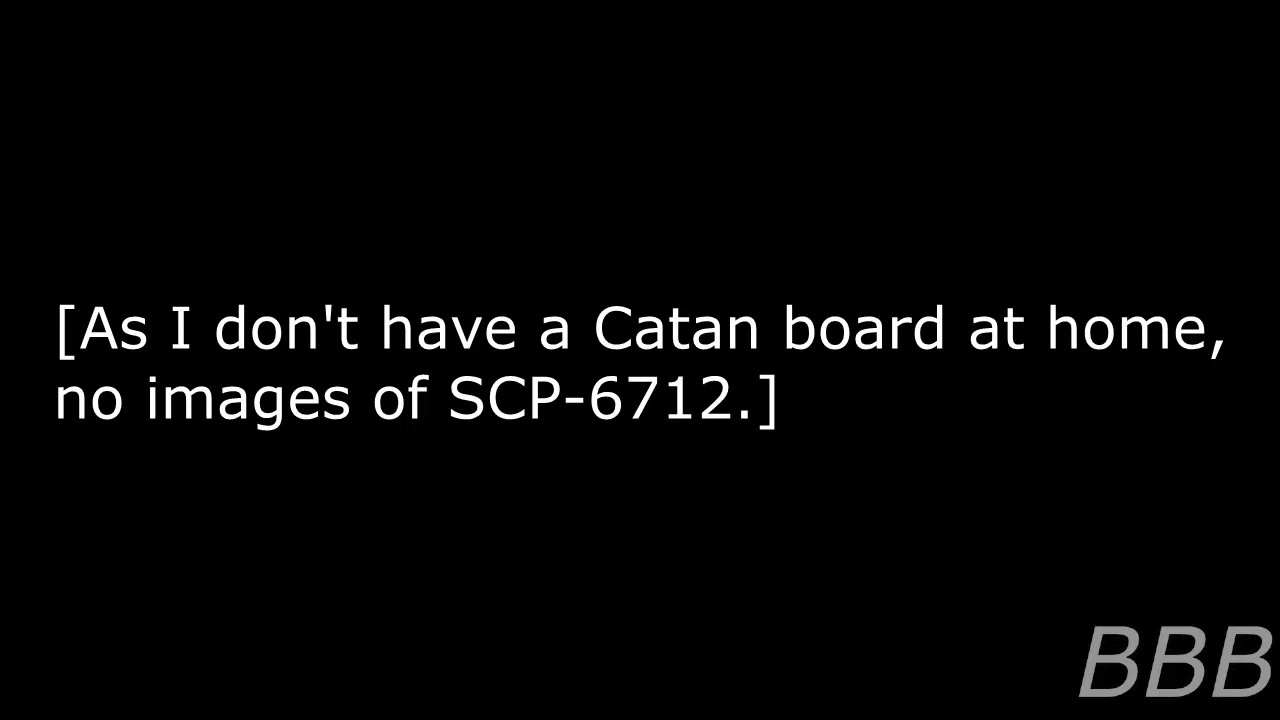 [As I don't have a Catan board at home,
no images of SCP-6712.]
BBB